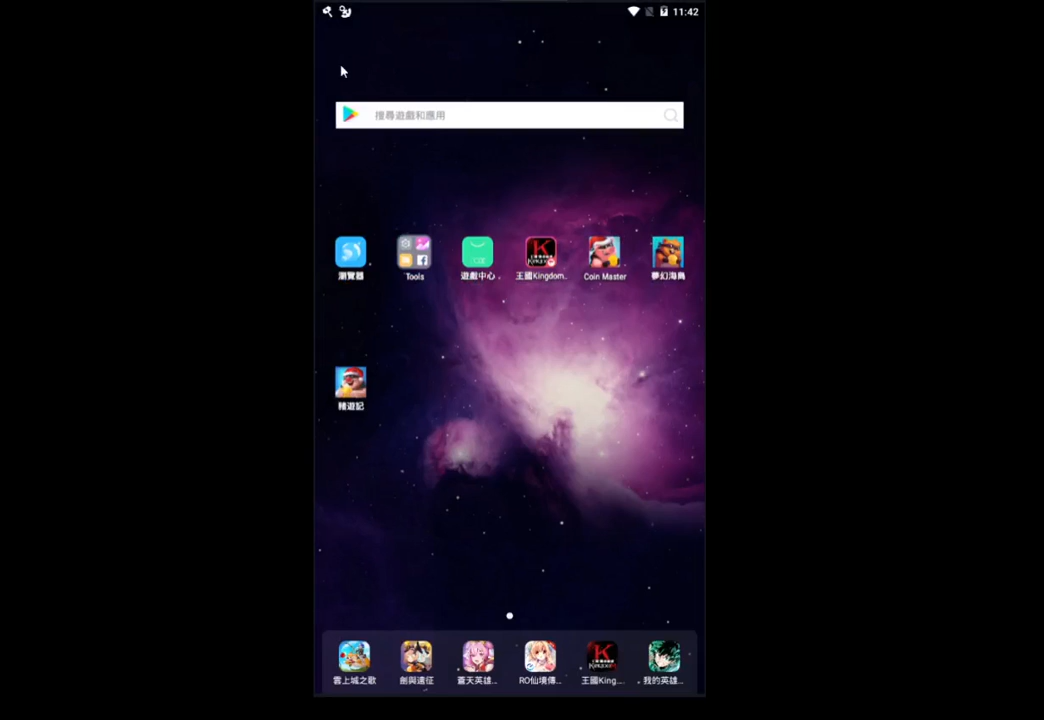 11:42
搜尋遊戲和應用
瀏覽器
Tools
遊戲中心
王國Kingdom..
Coin Master
夢幻海島
豬遊記
雲上城之歌
劍與遠征
蒼天英雄...
RO仙境傳...
王國King...
我的英雄...